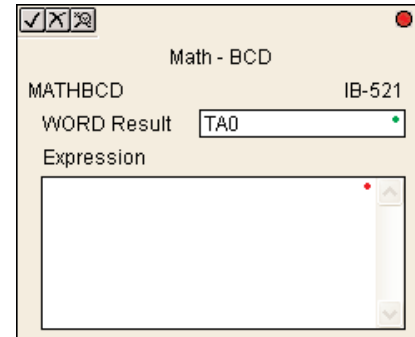 Math - BCD
MATHBCD IB-521
WORD Result TA0
Expression